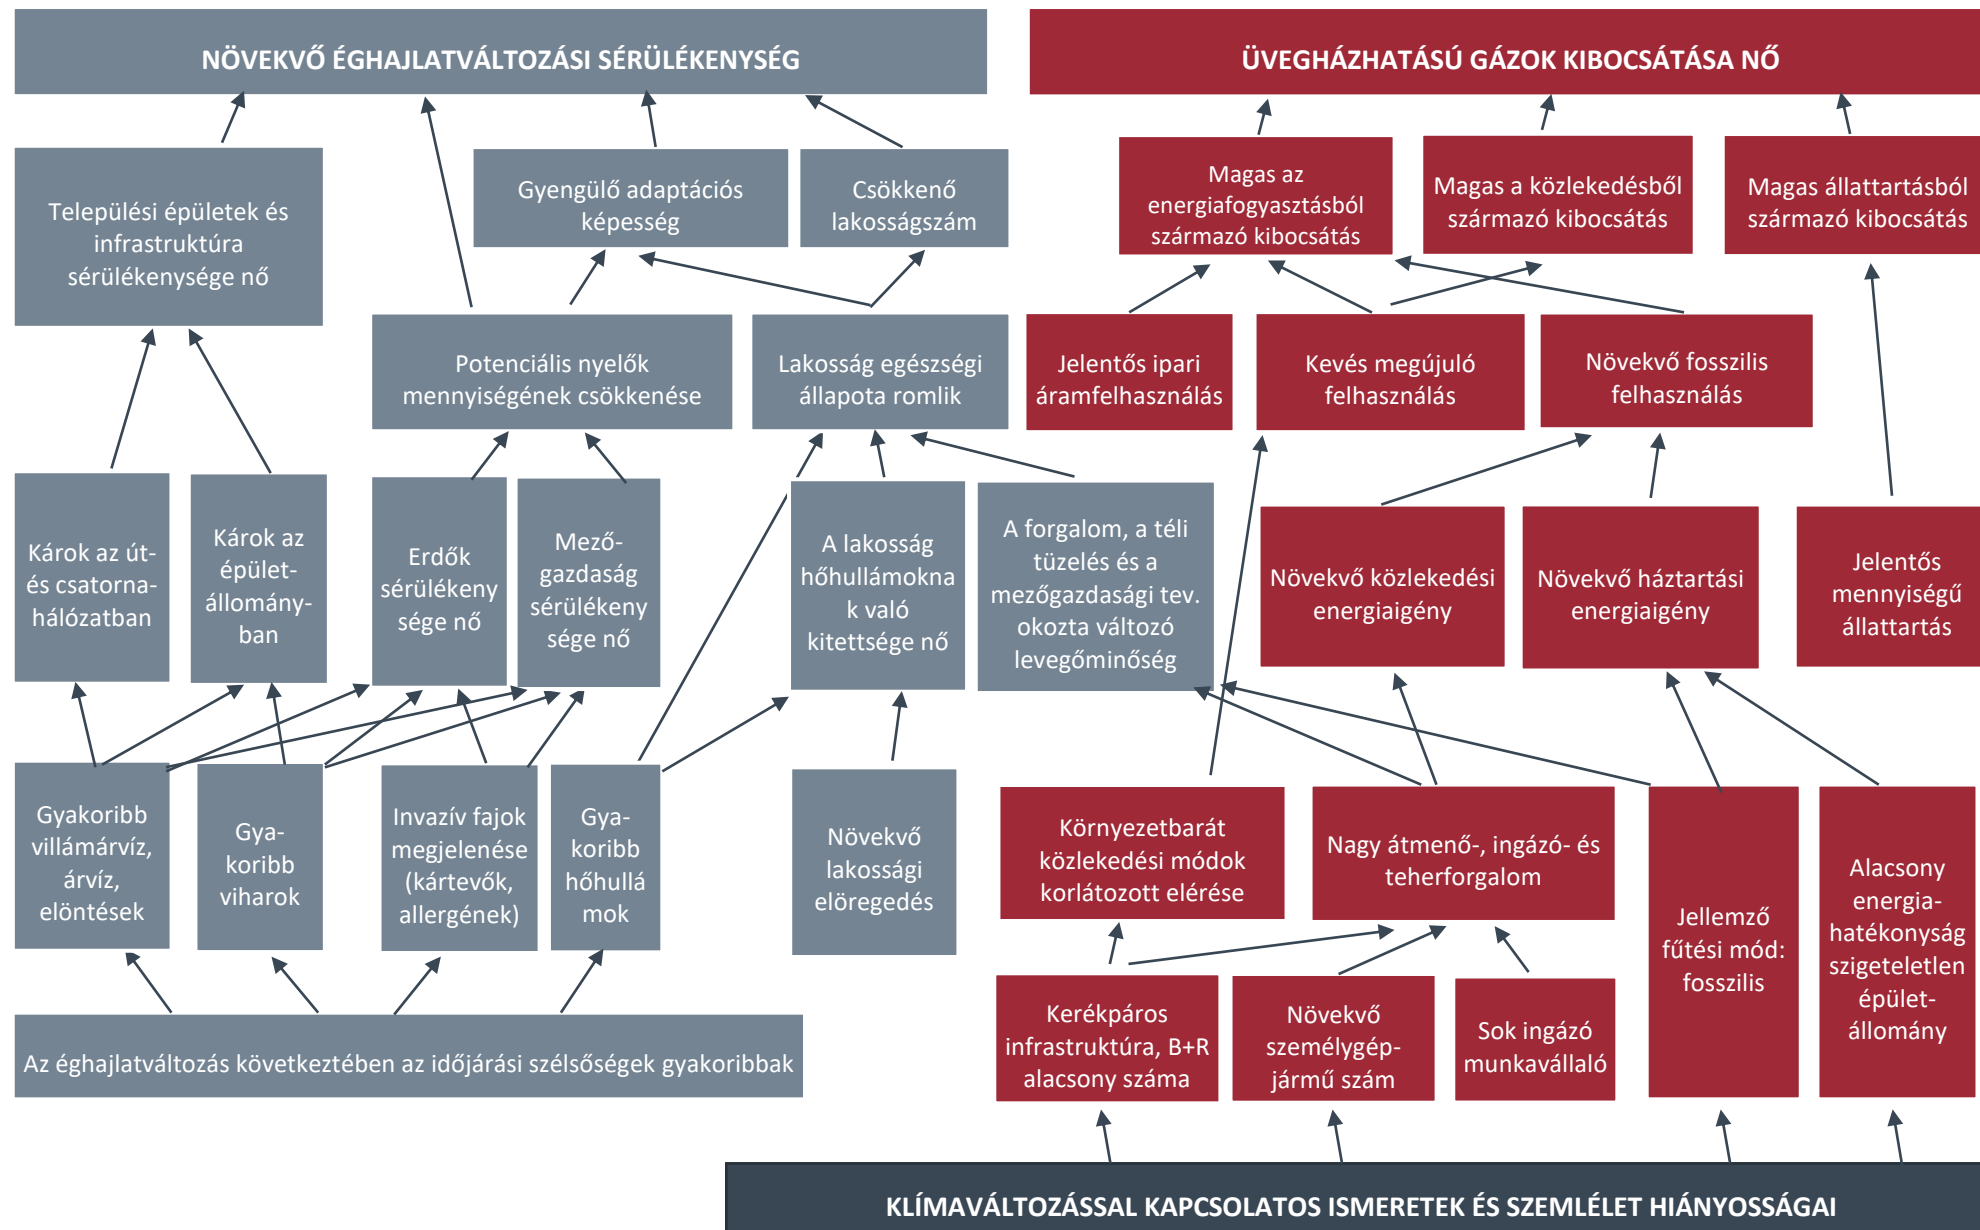 NÖVEKVŐ ÉGHAJLATVÁLTOZÁSI SÉRÜLÉKENYSÉG
ÜVEGHÁZHATÁSÚ GÁZOK KIBOCSÁTÁSA NŐ
Települési épületek és
infrastruktúra
sérülékenysége nő
Gyengülő adaptációs
képesség
Csökkenő
lakosságszám
Magas az
energiafogyasztásból
származó kibocsátás
Magas a közlekedésből
származó kibocsátás
Magas állattartásból
származó kibocsátás
Potenciális nyelők
mennyiségének csökkenése
Lakosság egészségi
állapota romlik
Jelentős ipari
áramfelhasználás
Kevés megújuló
felhasználás
Növekvő fosszilis
felhasználás
Károk az út-
és csatorna-
hálózatban
Károk az
épület-
állomány-
ban
Erdők
sérülékeny
sége nő
Mező-
gazdaság
sérülékeny
sége nő
A lakosság
hőhullámokna
k való
kitettsége nő
A forgalom, a téli
tüzelés és a
mezőgazdasági tev.
okozta változó
levegőminőség
Növekvő közlekedési
energiaigény
Növekvő háztartási
energiaigény
Jelentős
mennyiségű
állattartás
Gyakoribb
villámárvíz,
árvíz,
elöntések
Gya-
koribb
viharok
Invazív fajok
megjelenése
(kártevők,
allergének)
Gya-
koribb
hőhullá
mok
Növekvő
lakossági
elöregedés
Környezetbarát
közlekedési módok
korlátozott elérése
Nagy átmenő-, ingázó- és
teherforgalom
Jellemző
fűtési mód:
fosszilis
Alacsony
energia-
hatékonyság
szigeteletlen
épület-
állomány
Az éghajlatváltozás következtében az időjárási szélsőségek gyakoribbak
Kerékpáros
infrastruktúra, B+R
alacsony száma
Növekvő
személygép-
jármű szám
Sok ingázó
munkavállaló
KLÍMAVÁLTOZÁSSAL KAPCSOLATOS ISMERETEK ÉS SZEMLÉLET HIÁNYOSSÁGAI